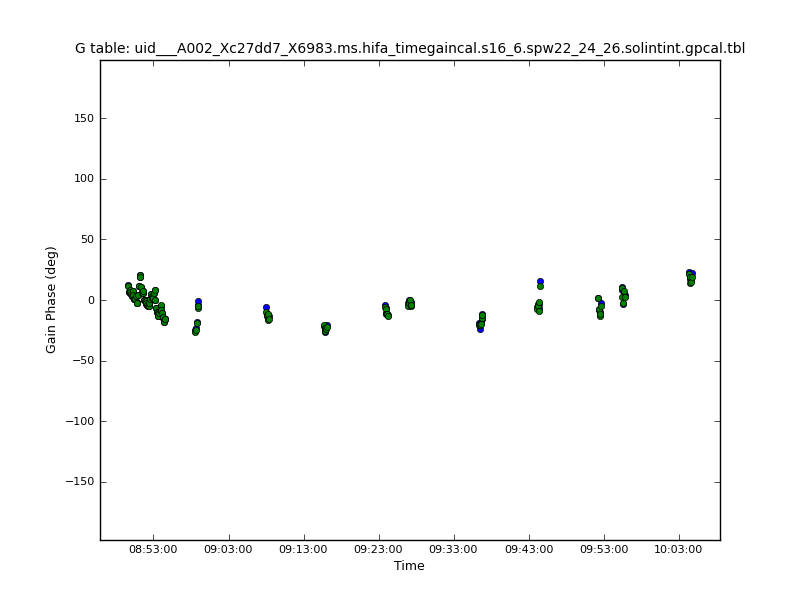 G table: uid___A002_Xc27dd7_X6983.ms.hifa_timegaincal.s16_6.spw22_24_26.solintint.gpcal.tbl
150
100
50
0
−50
−100
−150
Gain Phase (deg)
08:53:00 09:03:00 09:13:00 09:23:00 09:33:00 09:43:00 09:53:00 10:03:00
Time